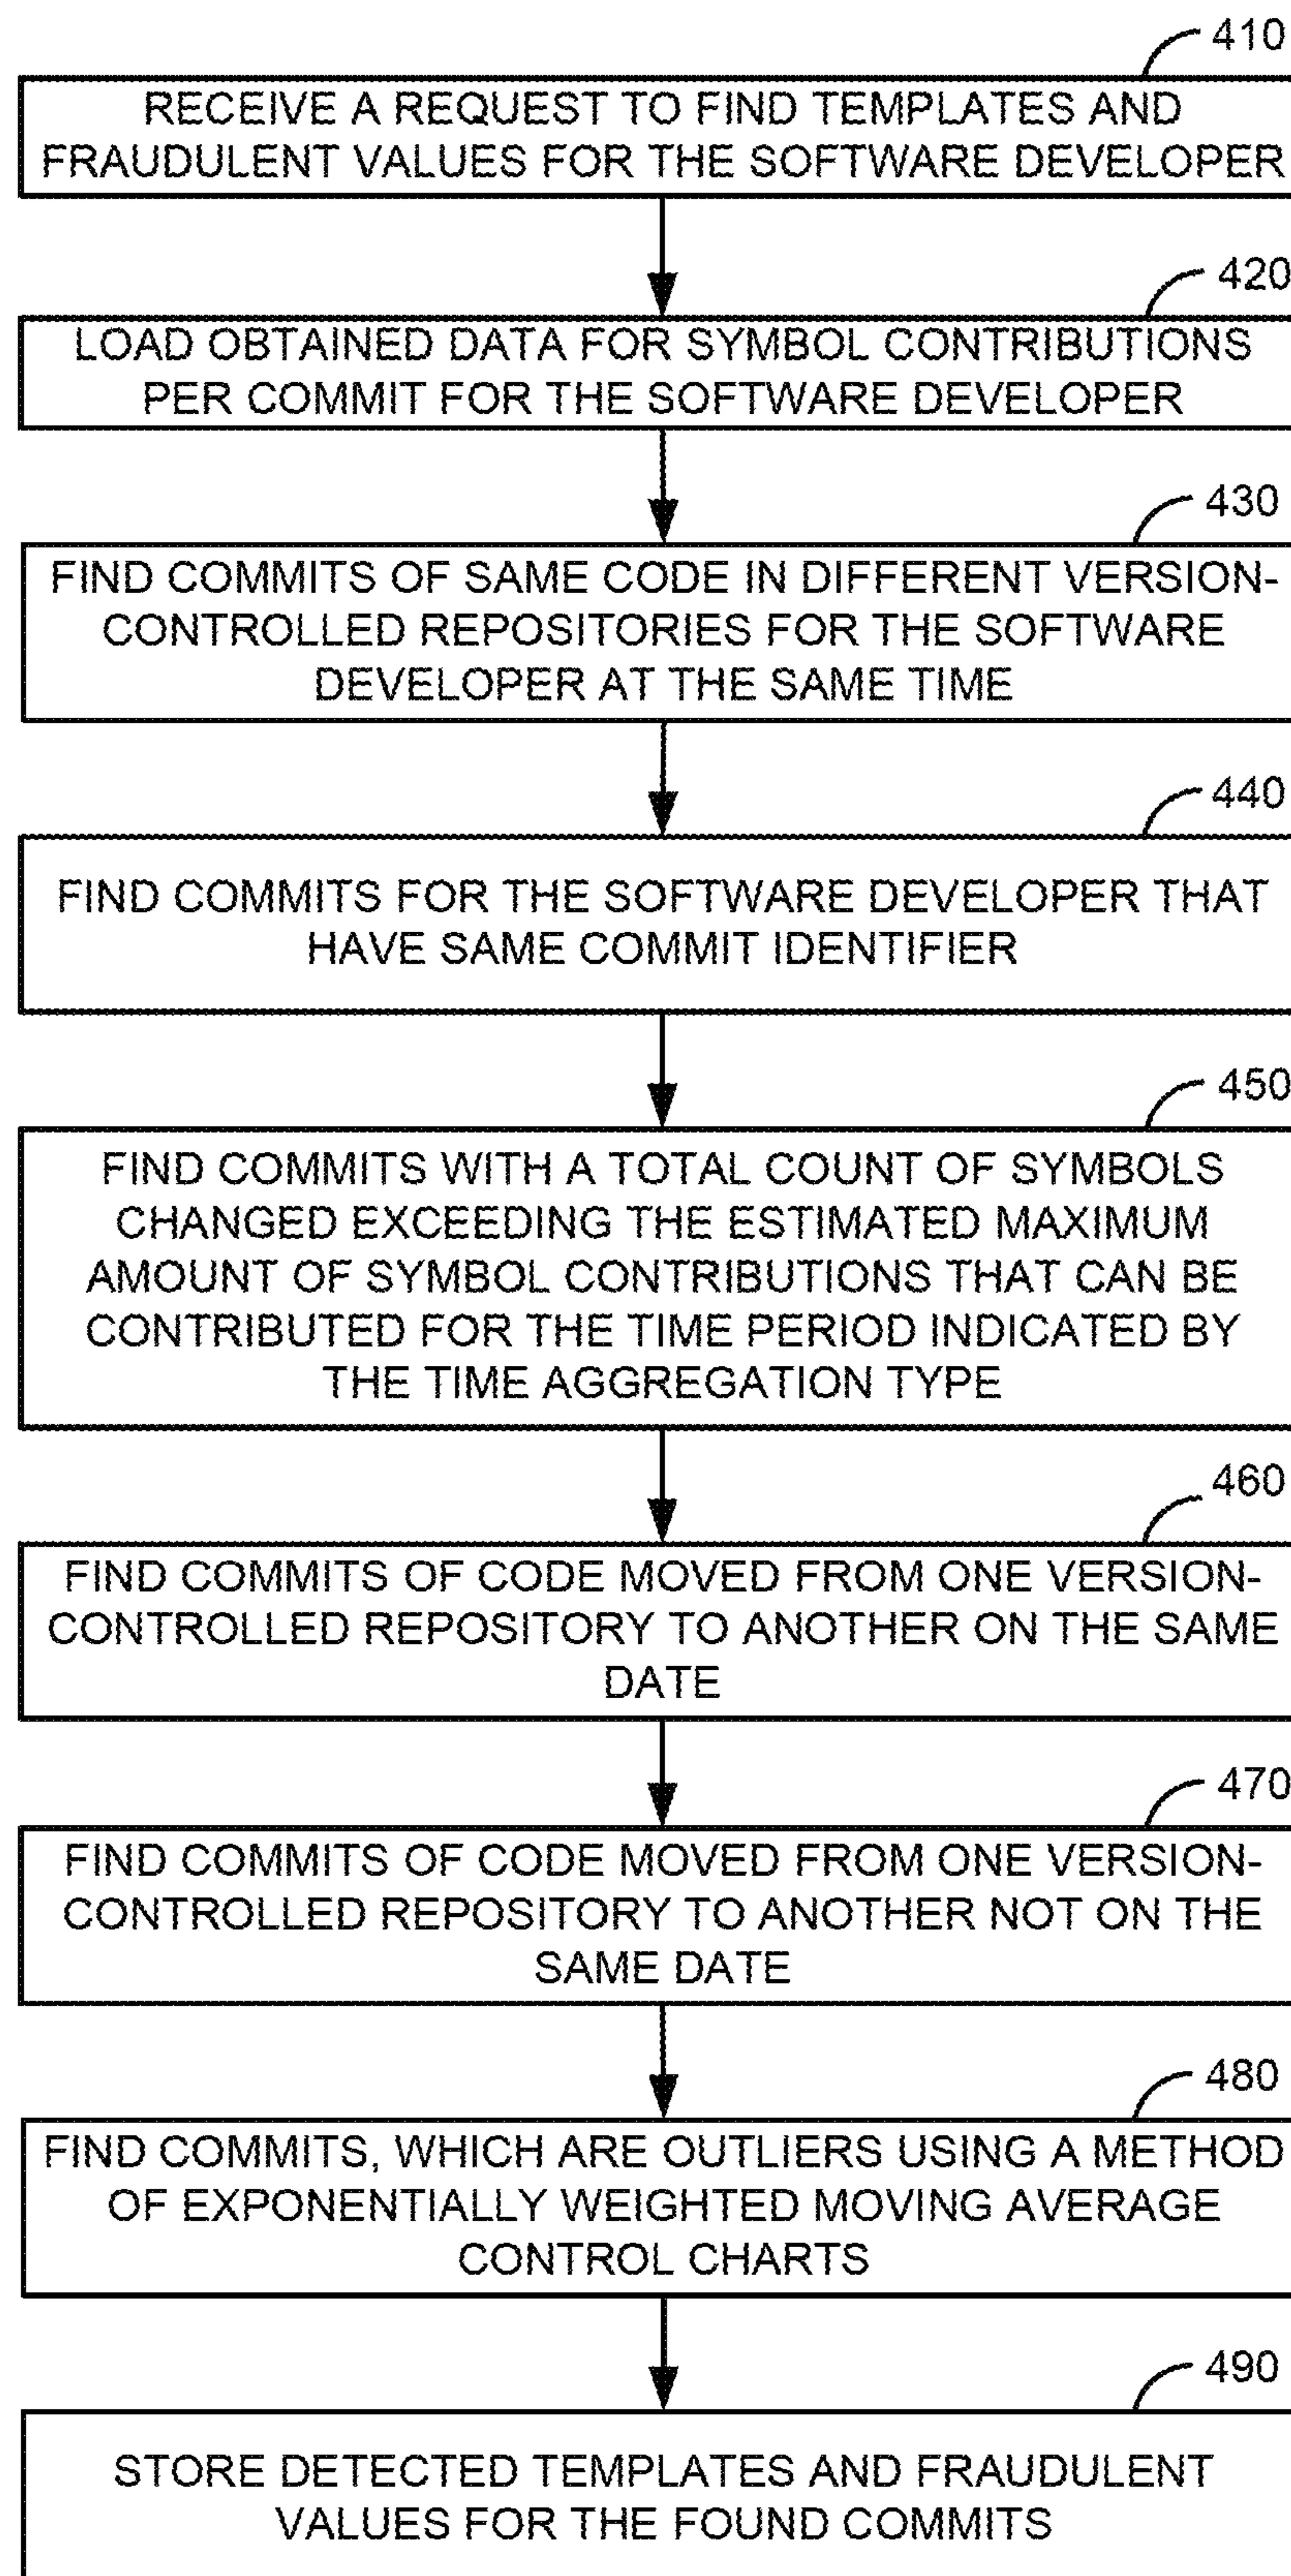 410
RECEIVE A REQUEST TO FIND TEMPLATES AND
FRAUDULENT VALUES FOR THE SOFTWARE DEVELOPER
420
LOAD OBTAINED DATA FOR SYMBOL CONTRIBUTIONS
PER COMMIT FOR THE SOFTWARE DEVELOPER
430
FIND COMMITS OF SAME CODE IN DIFFERENT VERSION-
CONTROLLED REPOSITORIES FOR THE SOFTWARE
DEVELOPER AT THE SAME TIME
440
FIND COMMITS FOR THE SOFTWARE DEVELOPER THAT
HAVE SAME COMMIT IDENTIFIER
450
FIND COMMITS WITH A TOTAL COUNT OF SYMBOLS
CHANGED EXCEEDING THE ESTIMATED MAXIMUM
AMOUNT OF SYMBOL CONTRIBUTIONS THAT CAN BE
CONTRIBUTED FOR THE TIME PERIOD INDICATED BY
THE TIME AGGREGATION TYPE
460
FIND COMMITS OF CODE MOVED FROM ONE VERSION-
CONTROLLED REPOSITORY TO ANOTHER ON THE SAME
DATE
470
FIND COMMITS OF CODE MOVED FROM ONE VERSION-
CONTROLLED REPOSITORY TO ANOTHER NOT ON THE
SAME DATE
480
FIND COMMITS, WHICH ARE OUTLIERS USING A METHOD
OF EXPONENTIALLY WEIGHTED MOVING AVERAGE
CONTROL CHARTS
490
STORE DETECTED TEMPLATES AND FRAUDULENT
VALUES FOR THE FOUND COMMITS